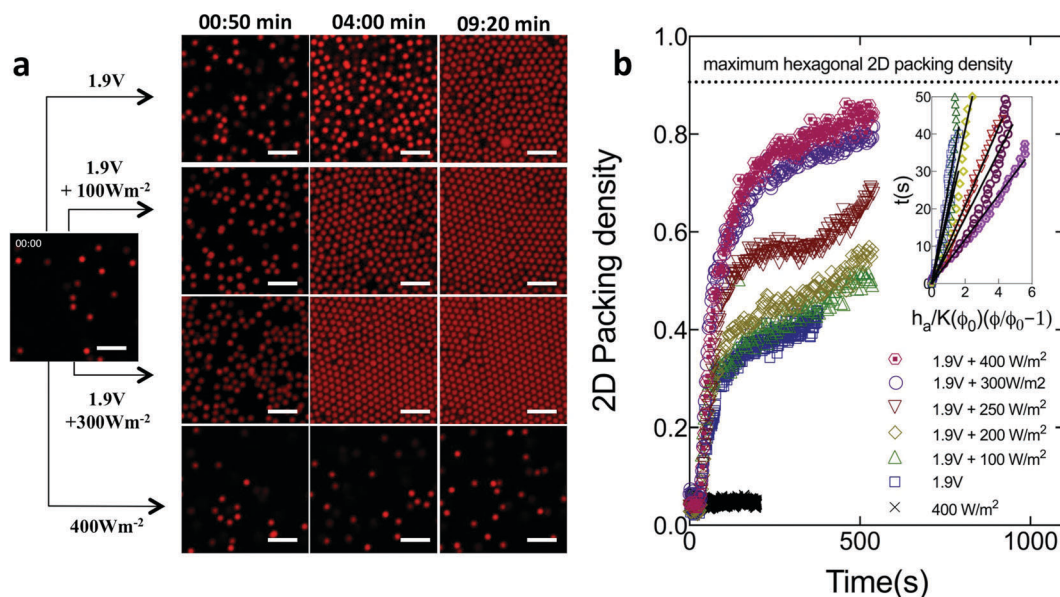 a
00:50 min
04:00 min
09:20 min
1.9V
1.9V
+ 100Wm-2
00:00
1.9V
+300Wm-2
400Wm-2
b
2D Packing density
1.0
0.8
0.6
0.4
0.2
0.0
0
500
1000
Time(s)
maximum hexagonal 2D packing density
t(s)
50
40
30
20
10
0
0
2
4
6
ha/K(ϕ0)(ϕ/ϕ0−1)
1.9V + 400 W/m2
1.9V + 300W/m2
1.9V + 250 W/m2
1.9V + 200 W/m2
1.9V + 100 W/m2
1.9V
400 W/m2